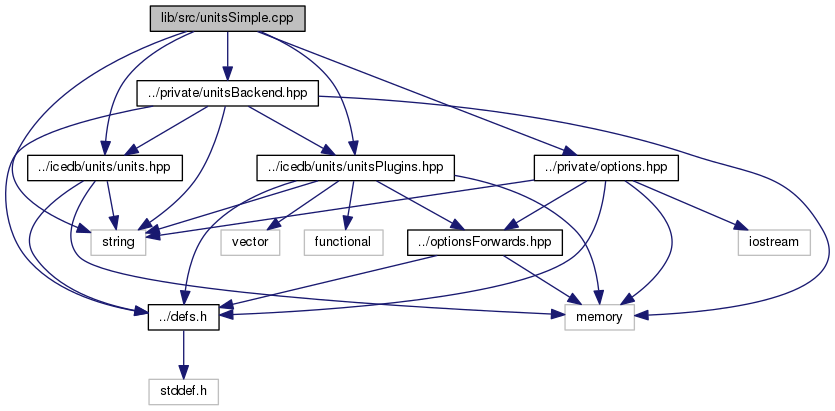 lib/src/unitsSimple.cpp
../private/unitsBackend.hpp
../icedb/units/units.hpp
../icedb/units/unitsPlugins.hpp
../private/options.hpp
string
vector
functional
../optionsForwards.hpp
iostream
../defs.h
memory
stddef.h